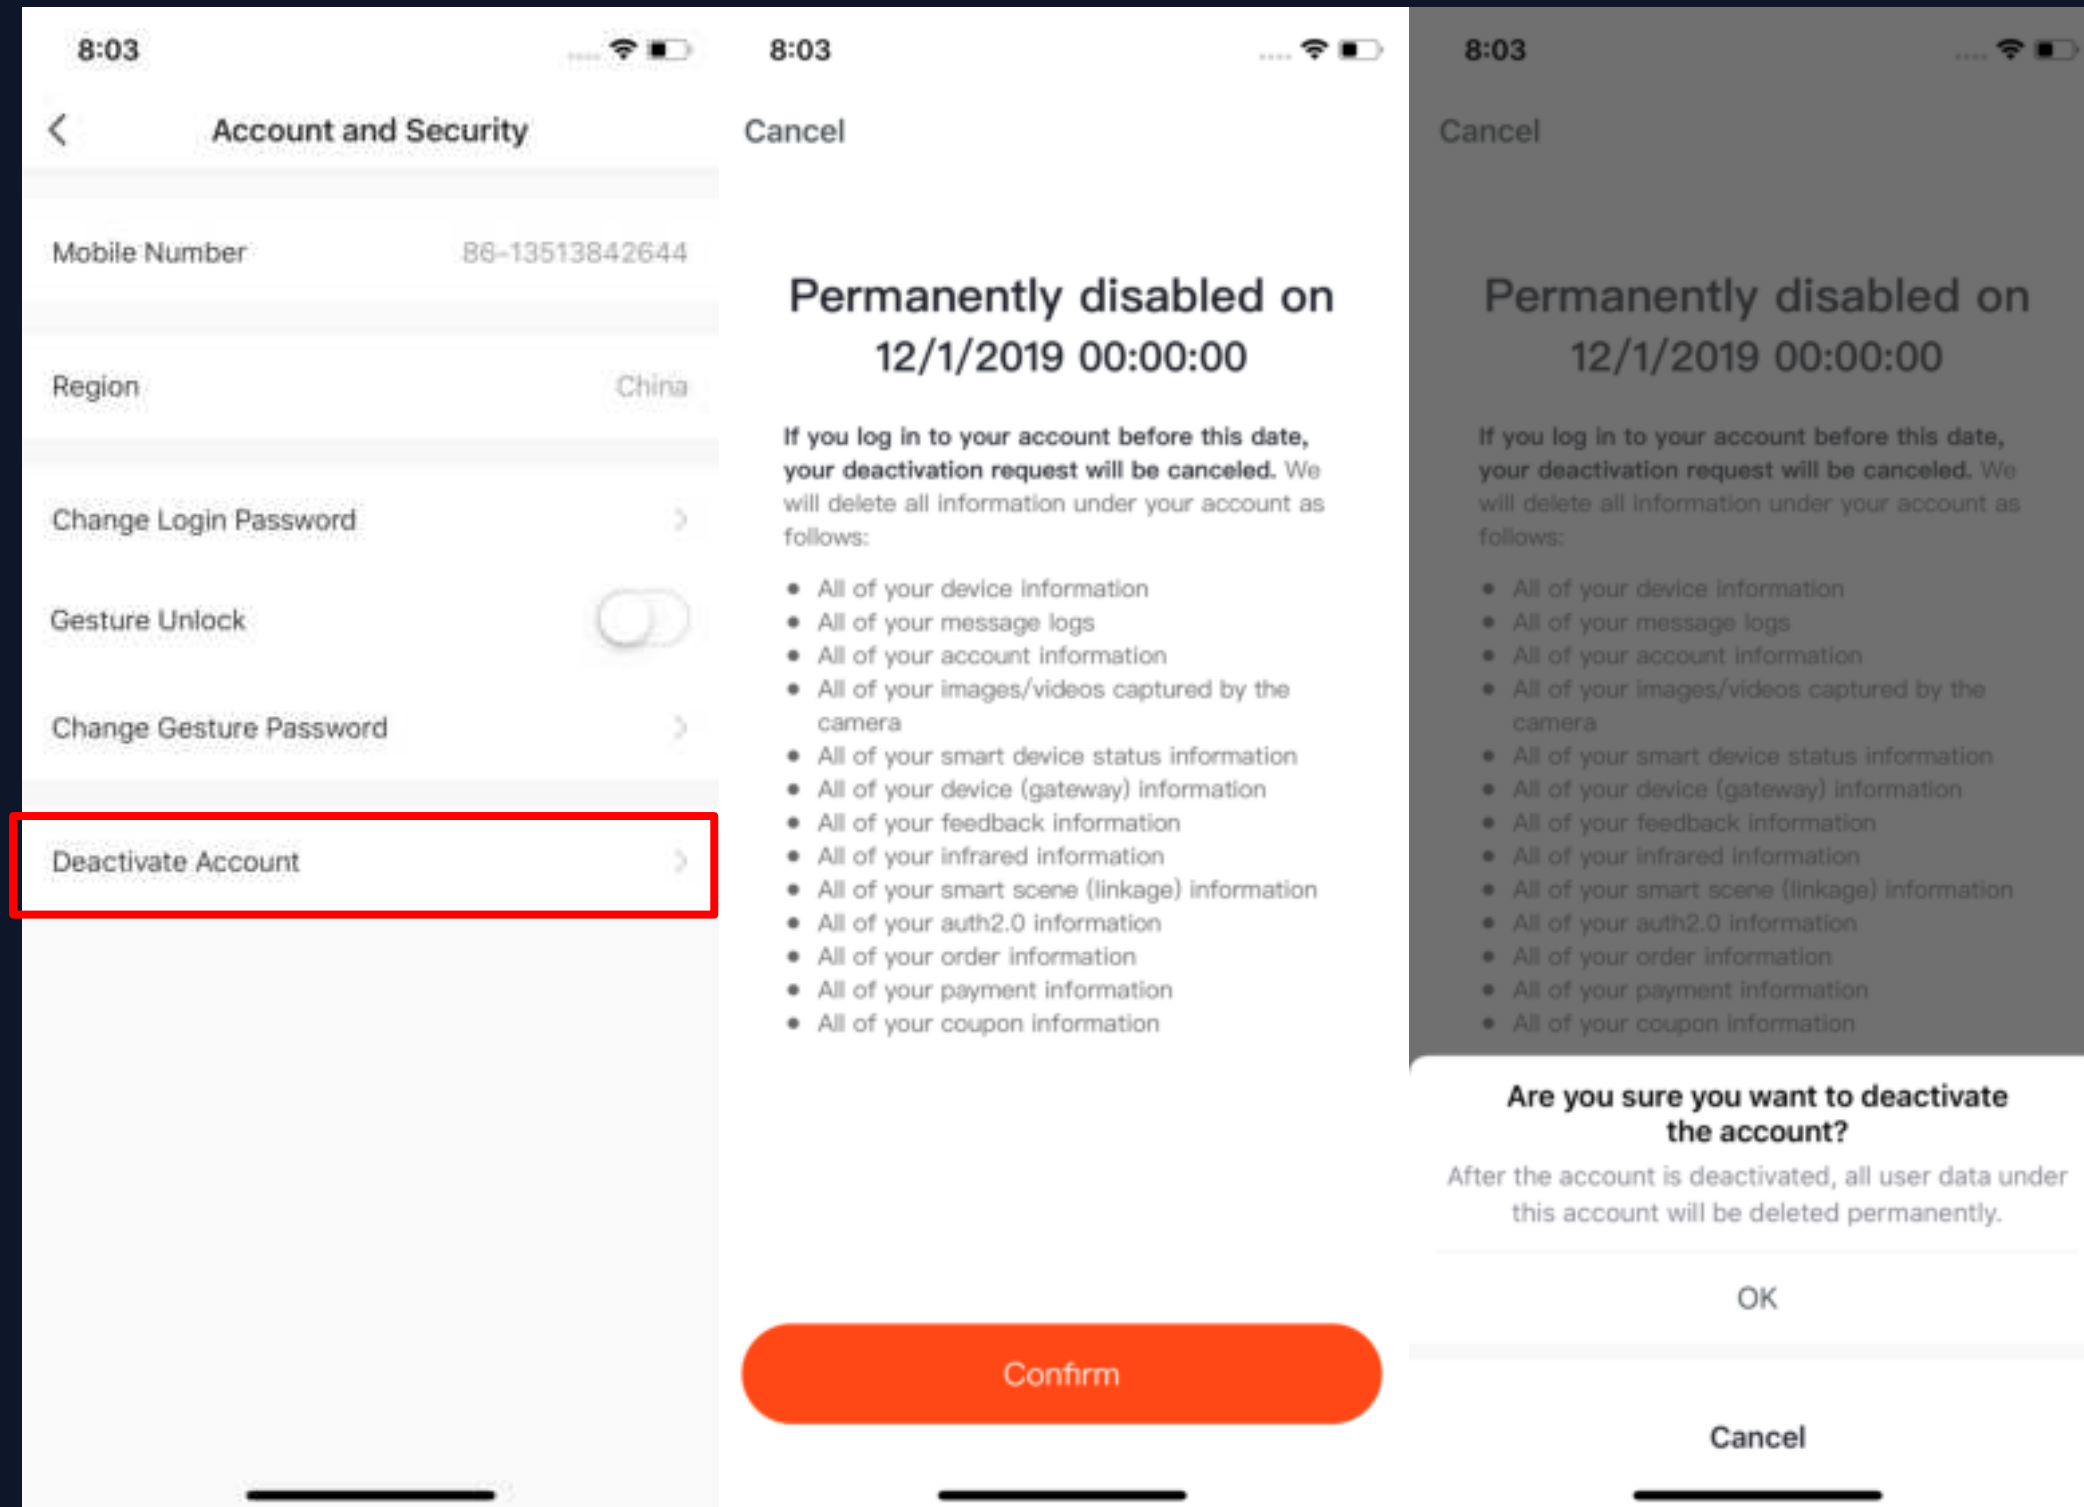 8:03
Account and Security
Mobile Number 86-13513842644
Region China
Change Login Password
Gesture Unlock
Change Gesture Password
Deactivate Account
8:03
Cancel
Permanently disabled on
12/1/2019 00:00:00
If you log in to your account before this date,
your deactivation request will be canceled. We
will delete all information under your account as
follows:
• All of your device information
• All of your message logs
• All of your account information
• All of your images/videos captured by the
camera
• All of your smart device status information
• All of your device (gateway) information
• All of your feedback information
• All of your infrared information
• All of your smart scene (linkage) information
• All of your auth2.0 information
• All of your order information
• All of your payment information
• All of your coupon information
Confirm
8:03
Cancel
Permanently disabled on
12/1/2019 00:00:00
If you log in to your account before this date,
your deactivation request will be canceled. We
will delete all information under your account as
follows:
• All of your device information
• All of your message logs
• All of your account information
• All of your images/videos captured by the
camera
• All of your smart device status information
• All of your device (gateway) information
• All of your feedback information
• All of your infrared information
• All of your smart scene (linkage) information
• All of your auth2.0 information
• All of your order information
• All of your payment information
• All of your coupon information
Are you sure you want to deactivate
the account?
After the account is deactivated, all user data under
this account will be deleted permanently.
OK
Cancel